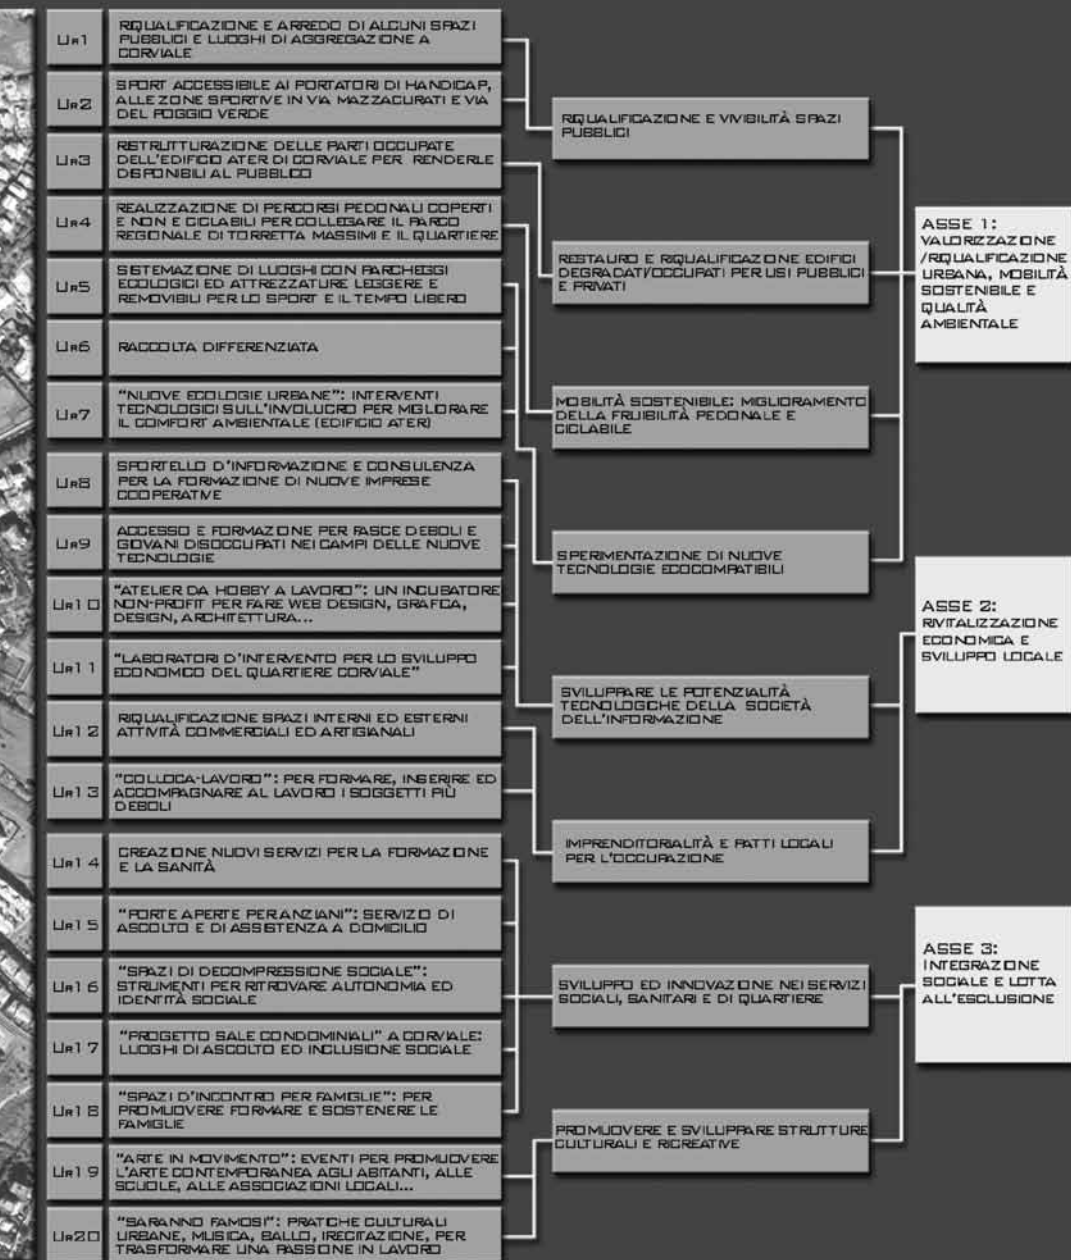 UR1
RIQUALIFICAZIONE E ARREDO DI ALCUNI SPAZI
PUBBLICI E LUOGHI DI AGGREGAZIONE A
CORVIALE
UR2
SPORT ACCESSIBILE AI PORTATORI DI HANDICAP,
ALLE ZONE SPORTIVE IN VIA MAZZACURATI E VIA
DEL POGGIO VERDE
UR3
RISTRUTTURAZIONE DELLE PARTI OCCUPATE
DELL'EDIFICIO ATER DI CORVIALE PER RENDERLE
DISPONIBILI AL PUBBLICO
UR4
REALIZZAZIONE DI PERCORSI PEDONALI COPERTI
E NON E CICLABILI PER COLLEGARE IL PARCO
REGIONALE DI TORRETTA MASSIMI E IL QUARTIERE
UR5
SISTEMAZIONE DI LUOGHI CON PARCHEGGI
ECOLOGICI ED ATTREZZATURE LEGGERE E
REMOVIBILI PER LO SPORT E IL TEMPO LIBERO
UR6
RACCOLTA DIFFERENZIATA
UR7
"NUOVE ECOLOGIE URBANE": INTERVENTI
TECNOLOGICI SULL'INVOLUCRO PER MIGLIORARE
IL COMFORT AMBIENTALE (EDIFICIO ATER)
UR8
SPORTELLO D'INFORMAZIONE E CONSULENZA
PER LA FORMAZIONE DI NUOVE IMPRESE
COOPERATIVE
UR9
ACCESSO E FORMAZIONE PER FASCE DEBOLI E
GIOVANI DISOCCUPATI NEI CAMPI DELLE NUOVE
TECNOLOGIE
UR10
"ATELIER DA HOBBY A LAVORO": UN INCUBATORE
NON-PROFIT PER FARE WEB DESIGN, GRAFICA,
DESIGN, ARCHITETTURA...
UR11
"LABORATORI D'INTERVENTO PER LO SVILUPPO
ECONOMICO DEL QUARTIERE CORVIALE"
UR12
RIQUALIFICAZIONE SPAZI INTERNI ED ESTERNI
ATTIVITÀ COMMERCIALI ED ARTIGIANALI
UR13
"COLLOCA-LAVORO": PER FORMARE, INSERIRE ED
ACCOMPAGNARE AL LAVORO I SOGGETTI PIÙ
DEBOLI
UR14
CREAZIONE NUOVI SERVIZI PER LA FORMAZIONE
E LA SANITÀ
UR15
"PORTE APERTE PER ANZIANI": SERVIZIO DI
ASCOLTO E DI ASSISTENZA A DOMICILIO
UR16
"SPAZI DI DECOMPRESSIONE SOCIALE":
STRUMENTI PER RITROVARE AUTONOMIA ED
IDENTITÀ SOCIALE
UR17
"PROGETTO SALE CONDOMINIALI" A CORVIALE:
LUOGHI DI ASCOLTO ED INCLUSIONE SOCIALE
UR18
"SPAZI D'INCONTRO PER FAMIGLIE": PER
PROMUOVERE FORMARE E SOSTENERE LE
FAMIGLIE
UR19
"ARTE IN MOVIMENTO": EVENTI PER PROMUOVERE
L'ARTE CONTEMPORANEA AGLI ABITANTI, ALLE
SCUOLE, ALLE ASSOCIAZIONI LOCALI...
UR20
"SARANNO FAMOSI": PRATICHE CULTURALI
URBANE, MUSICA, BALLO, IRECITAZIONE, PER
TRASFORMARE UNA PASSIONE IN LAVORO
RIQUALIFICAZIONE E VIVIBILITÀ SPAZI
PUBBLICI
RESTAURO E RIQUALIFICAZIONE EDIFICI
DEGRADATI/OCCUPATI PER USI PUBBLICI
E PRIVATI
MOBILITÀ SOSTENIBILE: MIGLIORAMENTO
DELLA FRUIBILITÀ PEDONALE E
CICLABILE
SPERIMENTAZIONE DI NUOVE
TECNOLOGIE ECOCOMPATIBILI
SVILUPPARE LE POTENZIALITÀ
TECNOLOGICHE DELLA SOCIETÀ
DELL'INFORMAZIONE
IMPRENDITORIALITÀ E PATTI LOCALI
PER L'OCCUPAZIONE
SVILUPPO ED INNOVAZIONE NEI SERVIZI
SOCIALI, SANITARI E DI QUARTIERE
PROMUOVERE E SVILUPPARE STRUTTURE
CULTURALI E RICREATIVE
ASSE 1:
VALORIZZAZIONE
/RIQUALIFICAZIONE
URBANA, MOBILITÀ
SOSTENIBILE E
QUALITÀ
AMBIENTALE
ASSE 2:
RIVITALIZZAZIONE
ECONOMICA E
SVILUPPO LOCALE
ASSE 3:
INTEGRAZIONE
SOCIALE E LOTTA
ALL'ESCLUSIONE